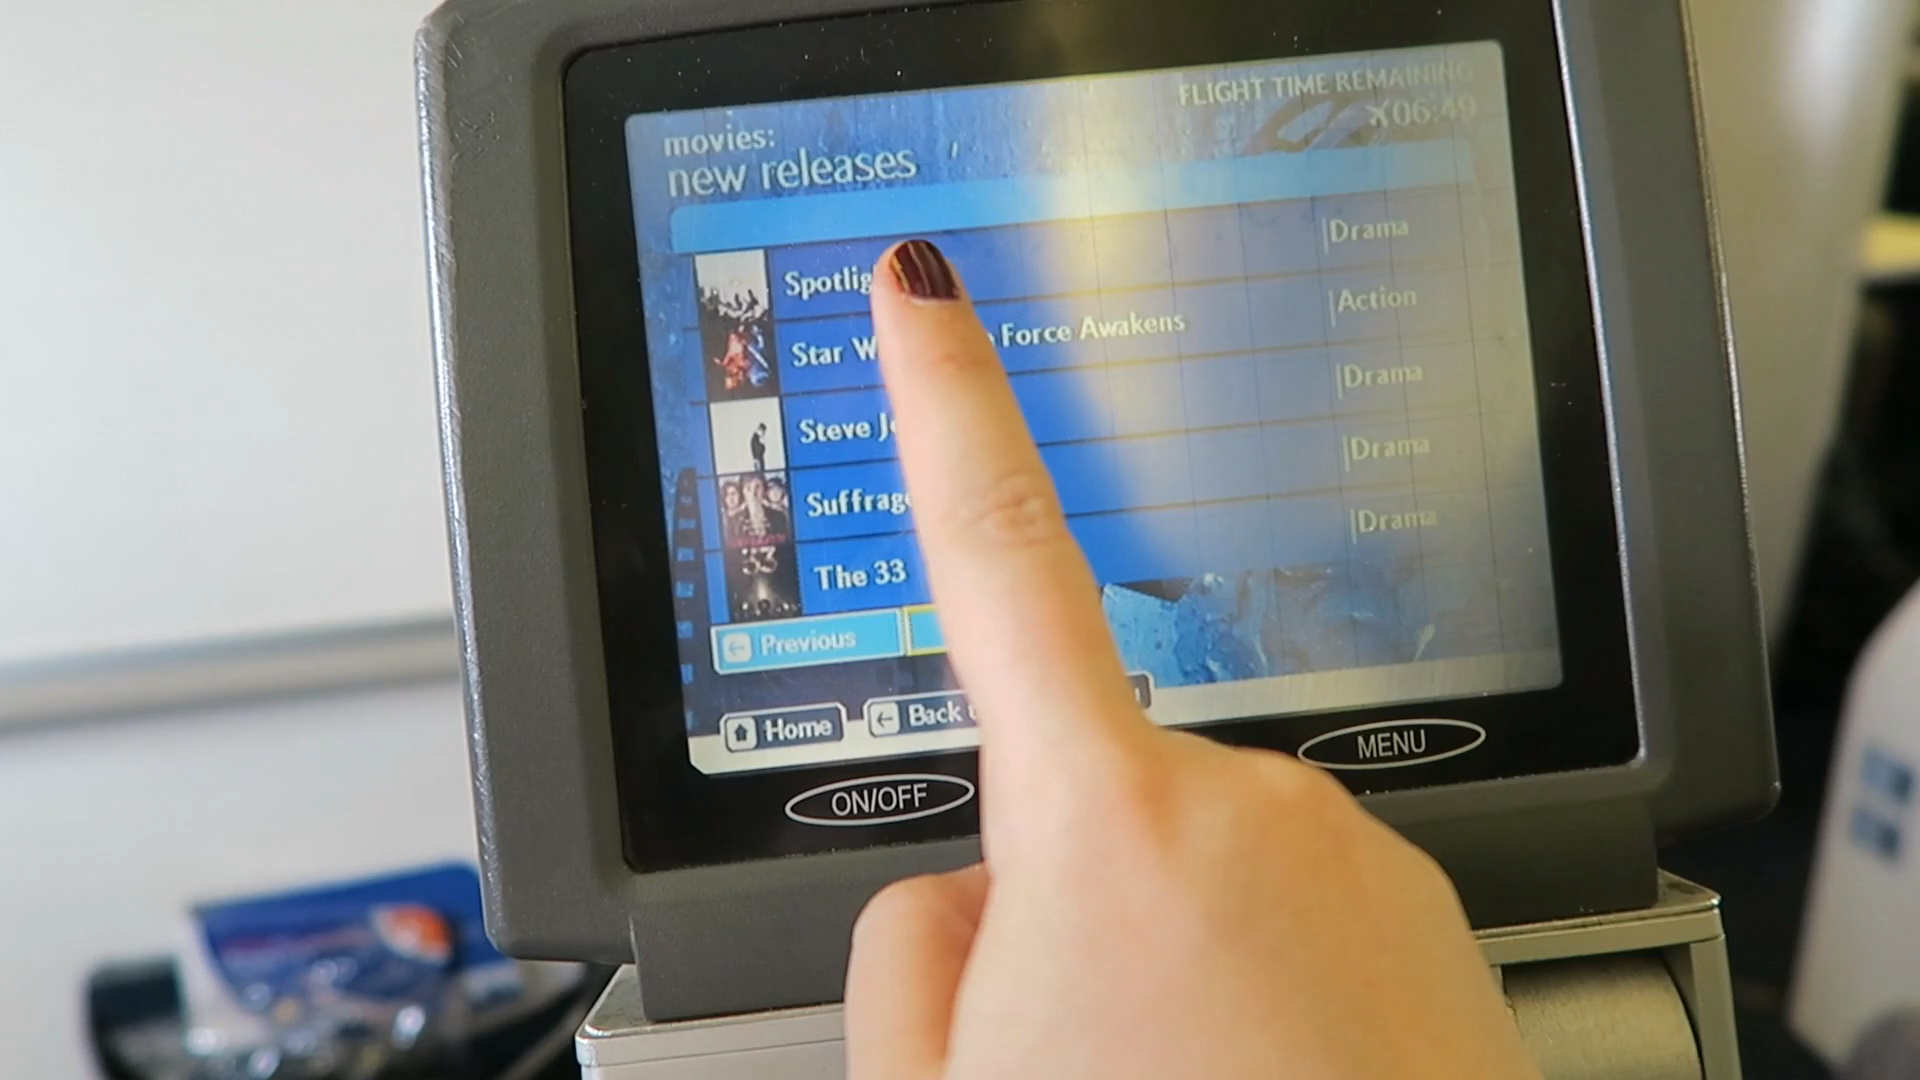 FLIGHT TIME REMAINING
06:49
movies:
new releases
Spotlig
Drama
Star W Force Awakens
Action
Steve J
Drama
Suffrag
Drama
33
The 33
Drama
Previous
Home
Back
ON/OFF
MENU